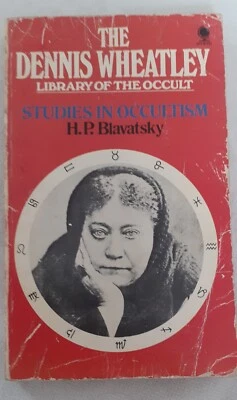 THE
DENNIS WHEATLEY
LIBRARY OF THE OCCULT
STUDIES IN OCCULTISM
H.P. Blavatsky